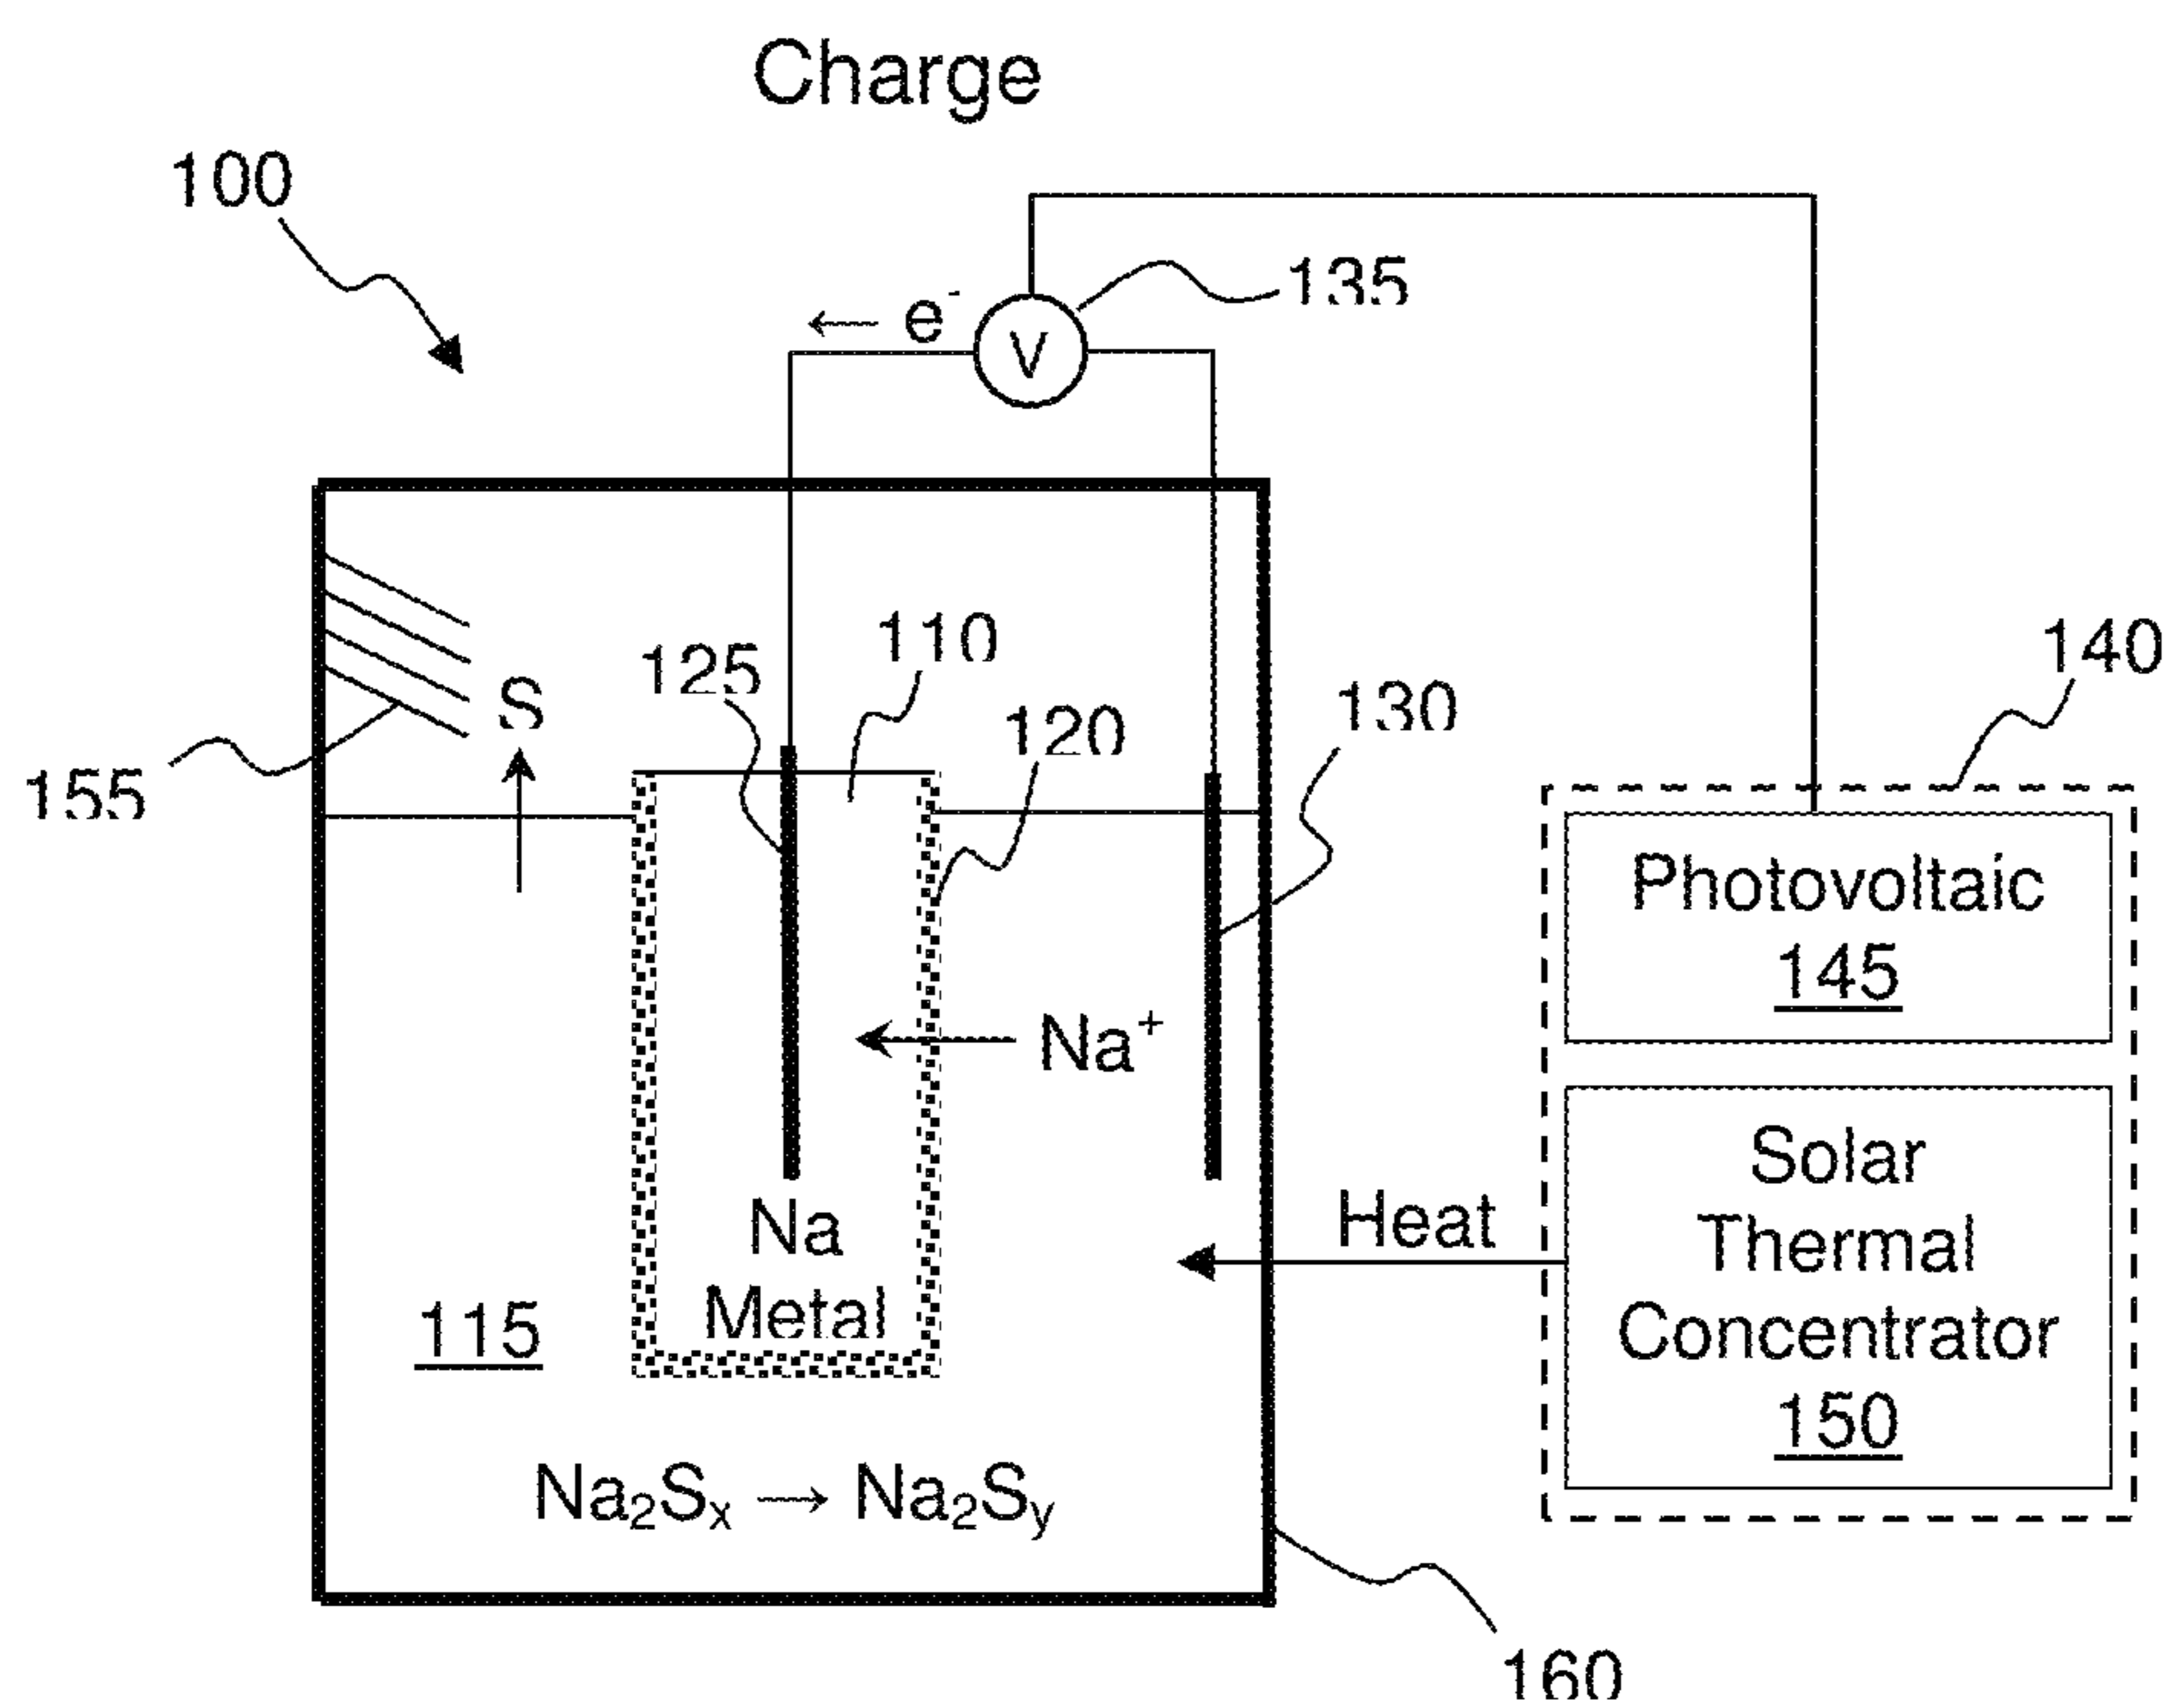 Charge
100
135
e⁻
V
110
125
120
130
140
S
155
Photovoltaic
145
Na⁺
Solar
Thermal
Concentrator
150
Heat
Na
Metal
115
Na₂Sₓ → Na₂Sᵧ
160